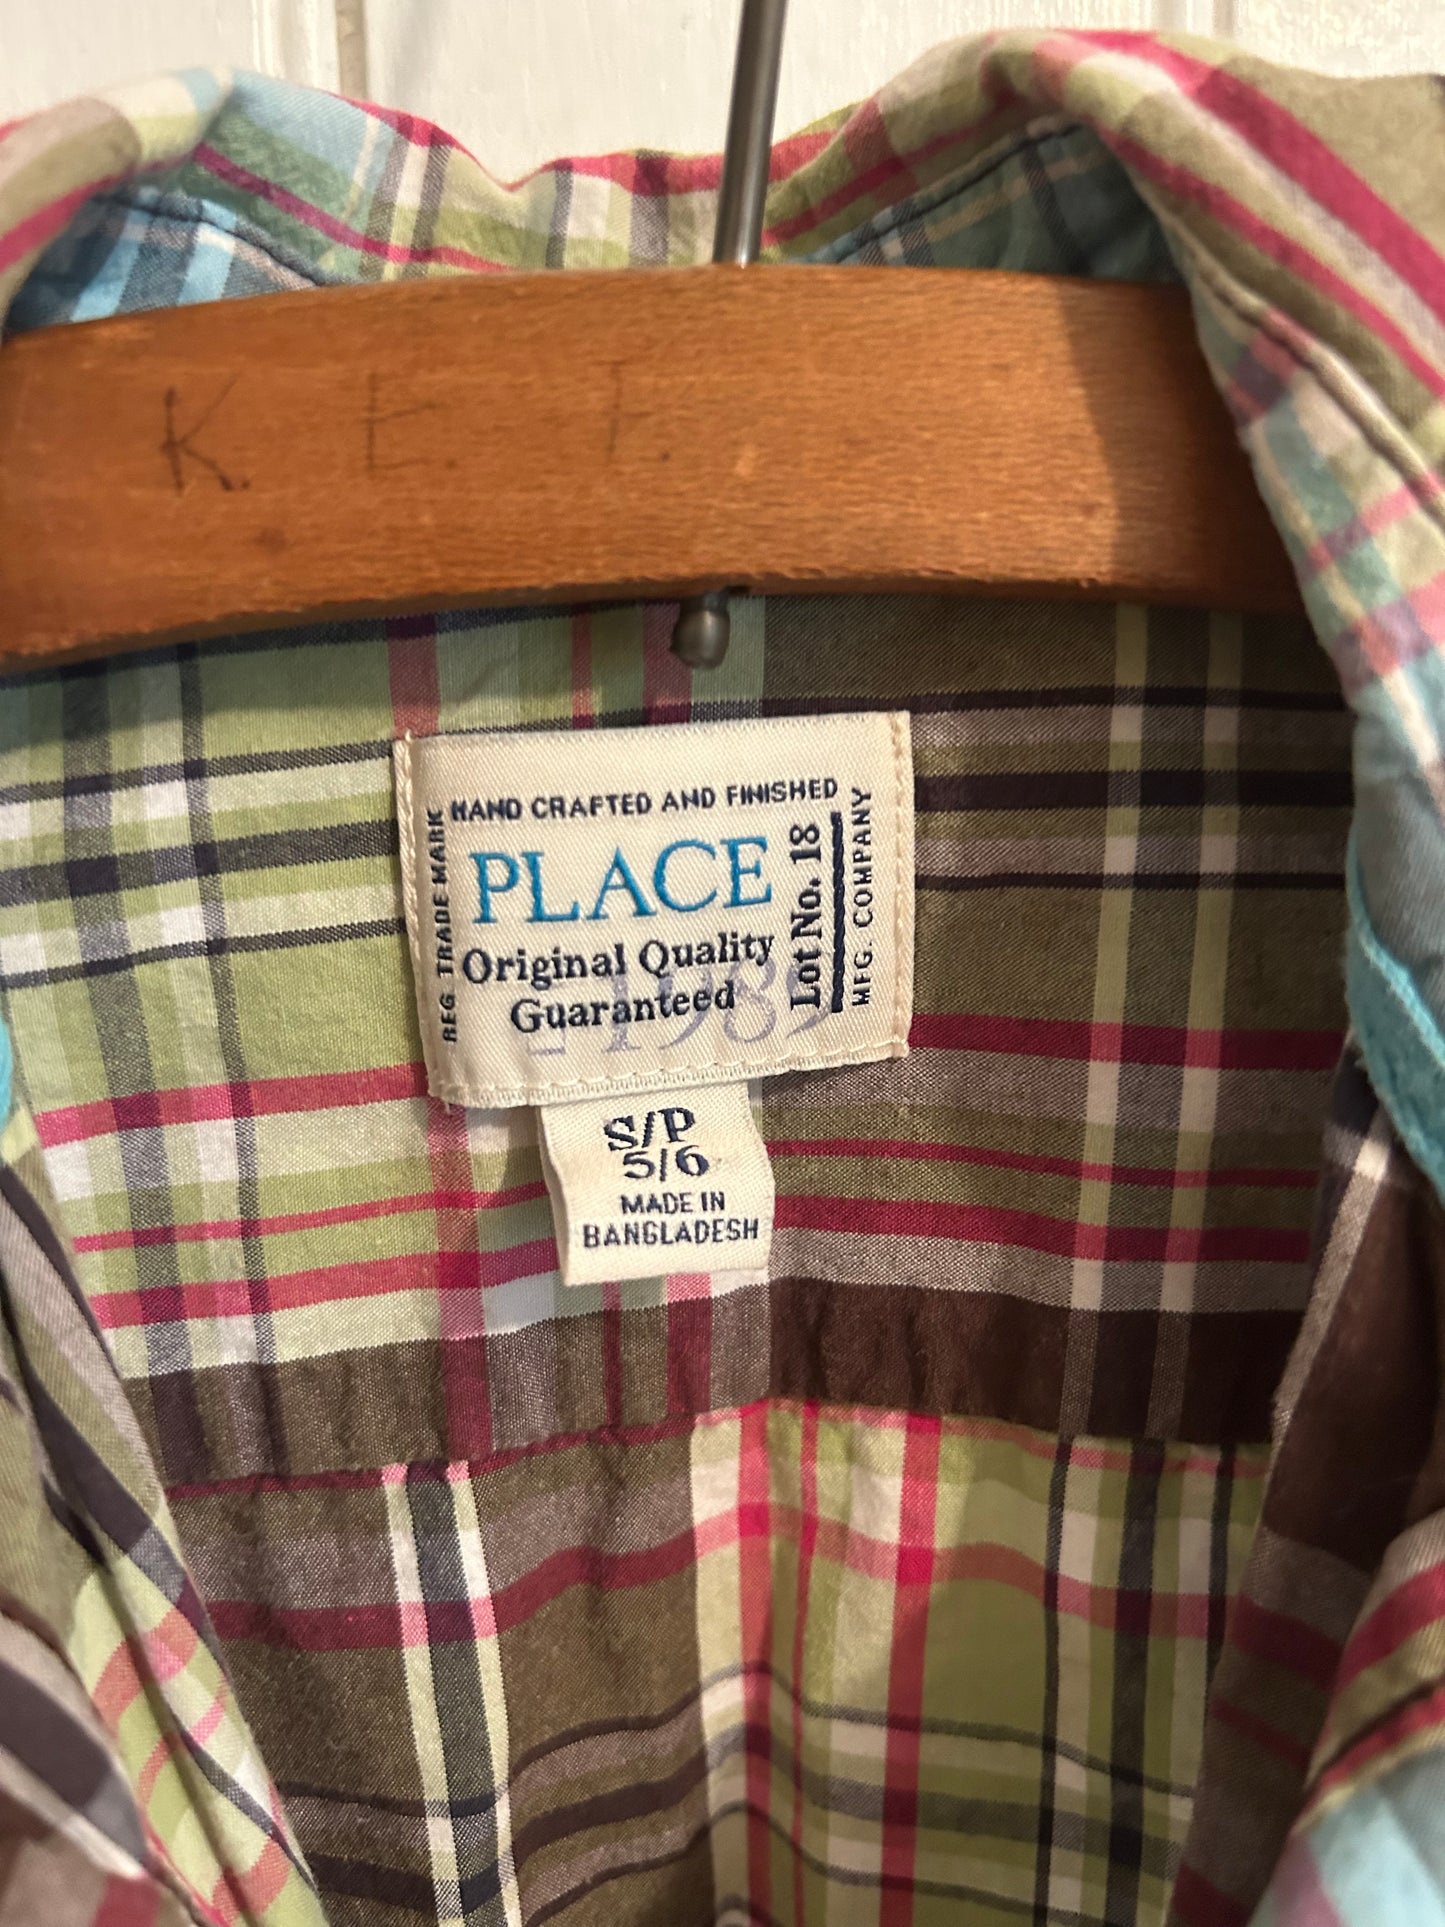 K. E. F.
HAND CRAFTED AND FINISHED
REG TRADE MARK
PLACE
Original Quality
Guaranteed
1989
Lot No. 18
MFG. COMPANY
S/P
5/6
MADE IN
BANGLADESH